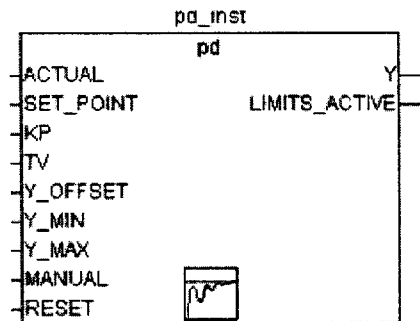 pd_inst
pd
ACTUAL Y
SET_POINT LIMITS_ACTIVE
KP
TV
Y_OFFSET
Y_MIN
Y_MAX
MANUAL
RESET